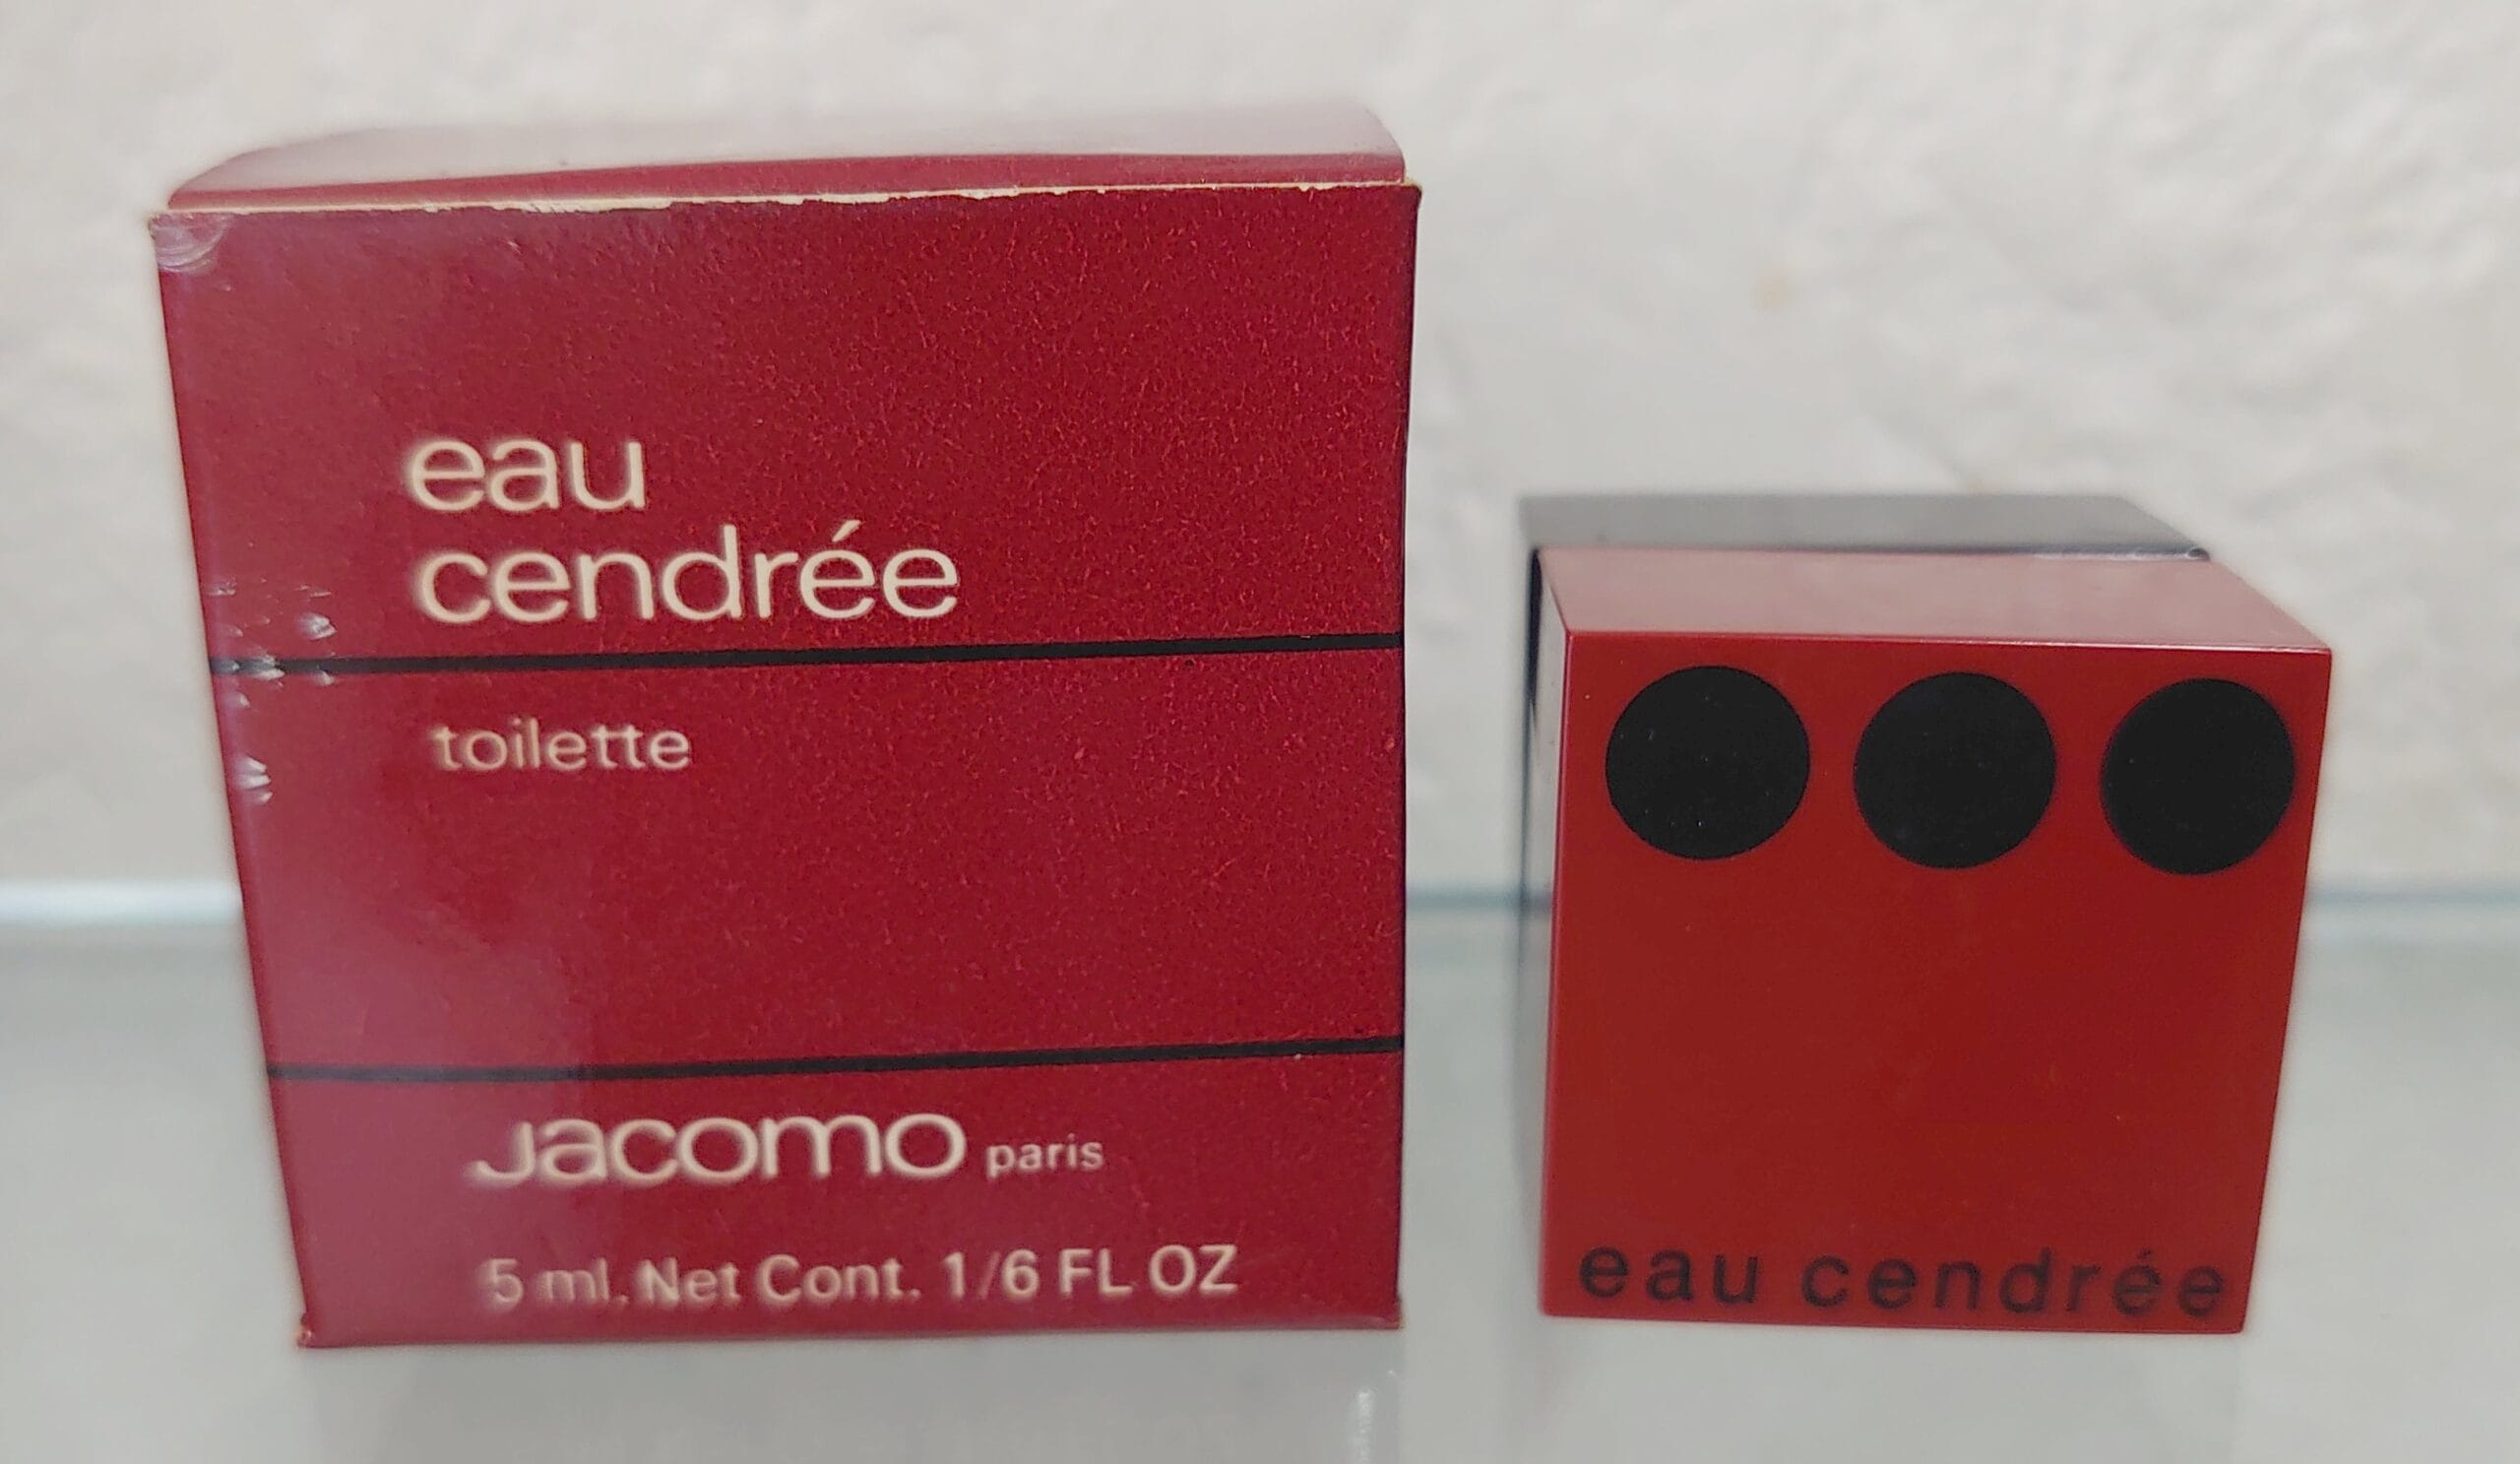 eau
cendrée
toilette
Jacomo paris
5 ml. Net Cont. 1/6 FL OZ
eau cendrée